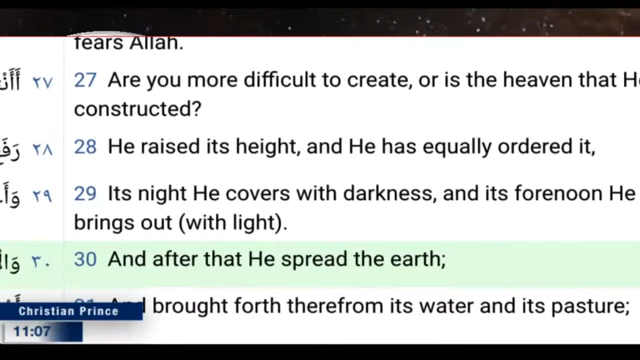 fears Allah.
٢٧ 27 Are you more difficult to create, or is the heaven that He
constructed?
٢٨ 28 He raised its height, and He has equally ordered it,
٢٩ 29 Its night He covers with darkness, and its forenoon He
brings out (with light).
٣٠ 30 And after that He spread the earth;
And brought forth therefrom its water and its pasture;
Christian Prince
11:07